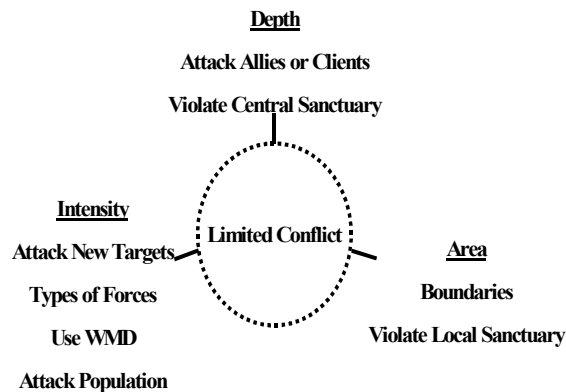 Depth
Attack Allies or Clients
Violate Central Sanctuary
Limited Conflict
Intensity
Attack New Targets
Types of Forces
Use WMD
Attack Population
Area
Boundaries
Violate Local Sanctuary